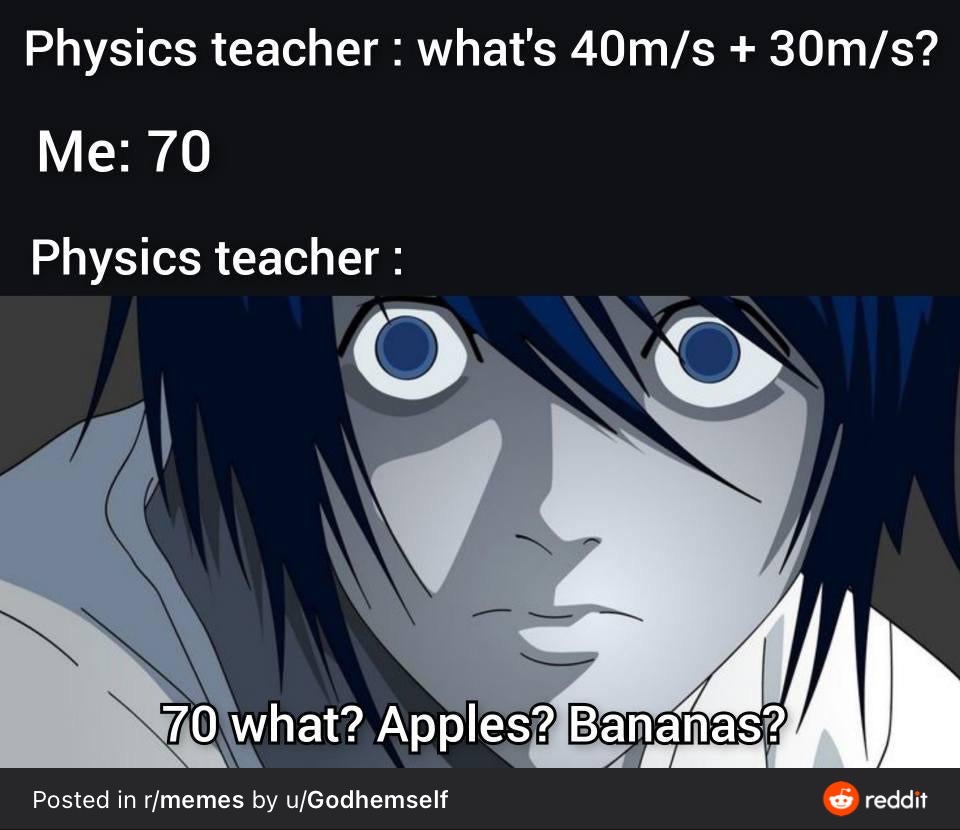 Physics teacher : what's 40m/s + 30m/s?
Me: 70
Physics teacher :
70 what? Apples? Bananas?
Posted in r/memes by u/Godhemself
reddit